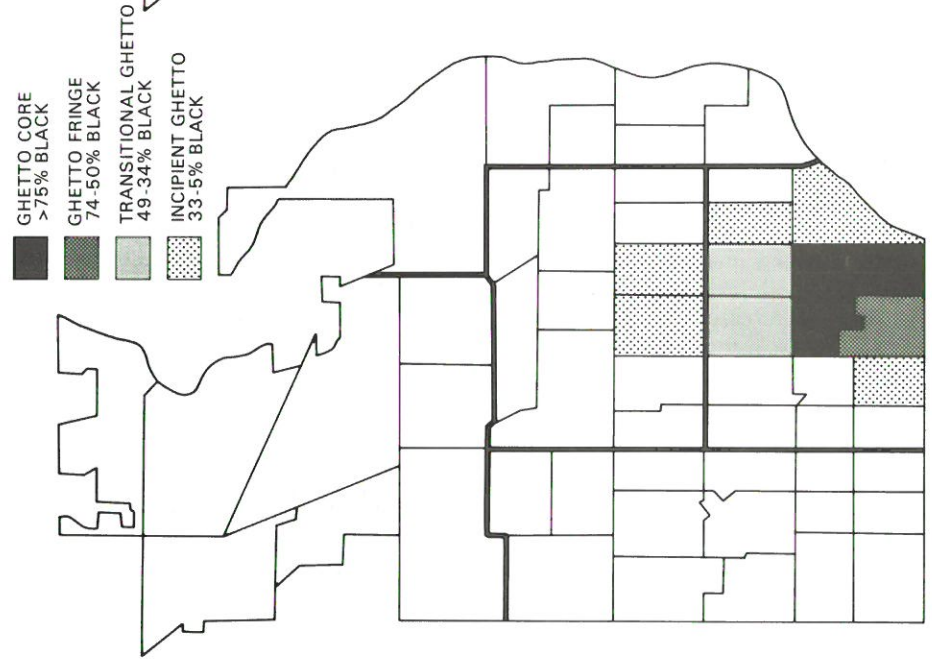 GHETTO CORE
>75% BLACK
GHETTO FRINGE
74-50% BLACK
TRANSITIONAL GHETTO
49-34% BLACK
INCIPIENT GHETTO
33-5% BLACK